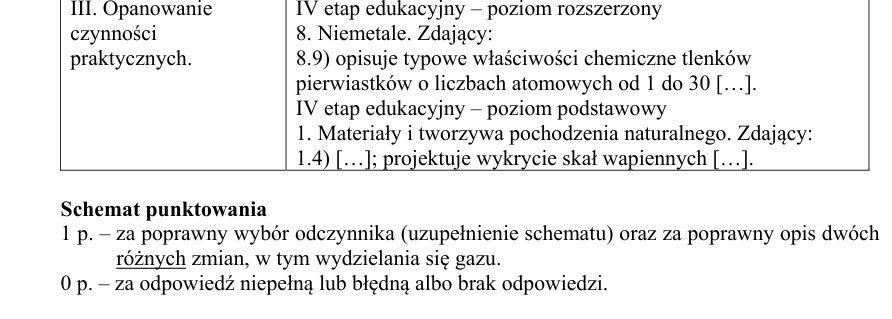 III. Opanowanie
czynności
praktycznych.
IV etap edukacyjny – poziom rozszerzony
8. Niemetale. Zdający:
8.9) opisuje typowe właściwości chemiczne tlenków
pierwiastków o liczbach atomowych od 1 do 30 […].
IV etap edukacyjny – poziom podstawowy
1. Materiały i tworzywa pochodzenia naturalnego. Zdający:
1.4) […]; projektuje wykrycie skał wapiennych […].
Schemat punktowania
1 p. – za poprawny wybór odczynnika (uzupełnienie schematu) oraz za poprawny opis dwóch
różnych zmian, w tym wydzielania się gazu.
0 p. – za odpowiedź niepełną lub błędną albo brak odpowiedzi.